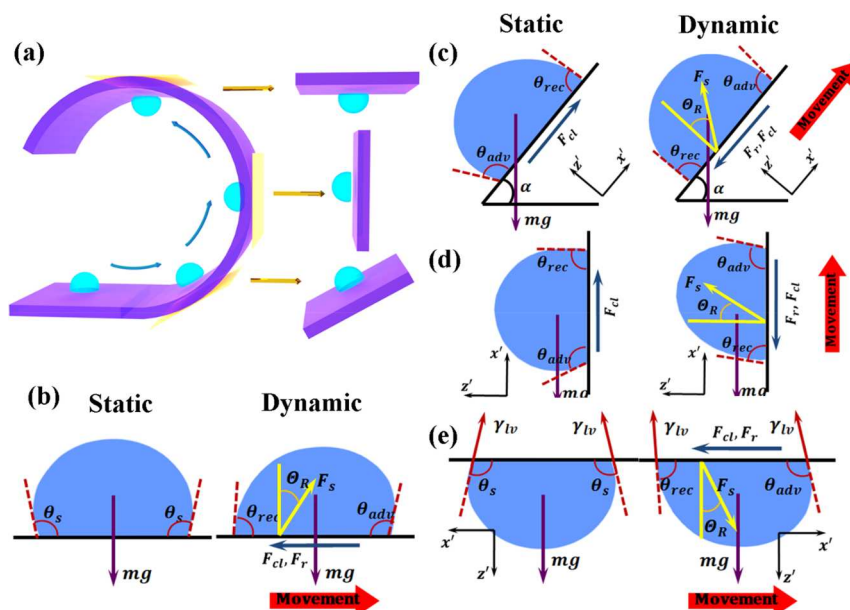 (a)
(c)
Static
Dynamic
θrec
θadv
Fcl
α
mg
z′
x′
Fs
ΘR
θadv
θrec
Fr, Fcl
α
mg
z′
x′
Movement
(d)
θrec
θadv
Fcl
x′
z′
mg
Fs
ΘR
θadv
θrec
Fr, Fcl
x′
z′
mg
Movement
(b)
Static
Dynamic
θs
θs
mg
θrec
ΘR
Fs
θadv
Fcl, Fr
mg
Movement
(e)
γlv
γlv
θs
θs
x′
z′
mg
γlv
Fcl, Fr
γlv
θrec
Fs
θadv
ΘR
mg
x′
z′
Movement